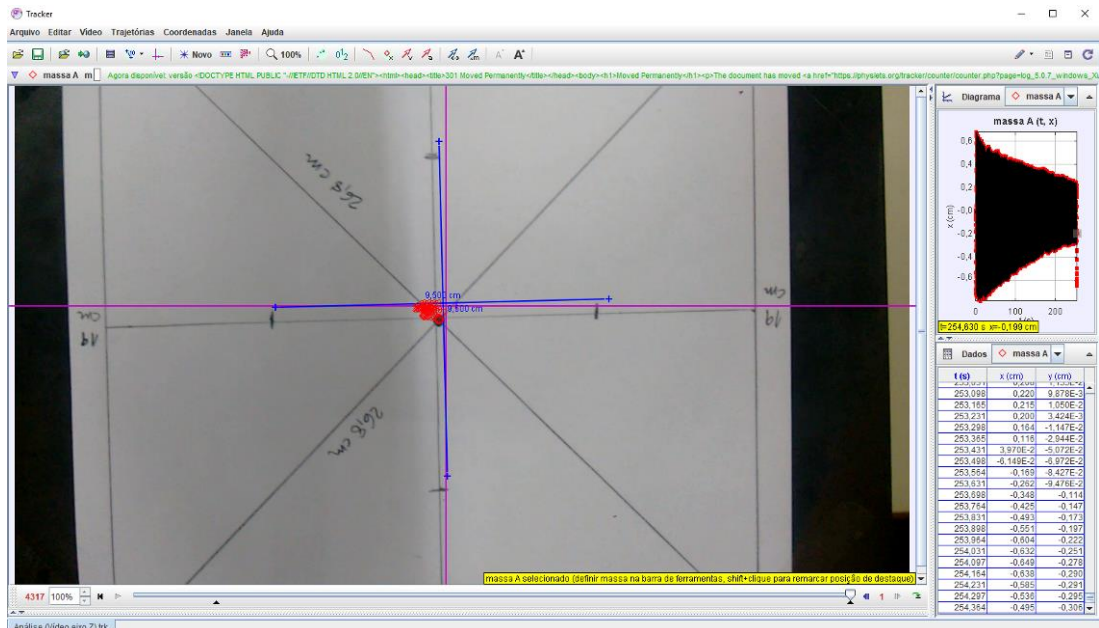 Tracker
Arquivo Editar Vídeo Trajetórias Coordenadas Janela Ajuda
Novo 100%
massa A m Agora disponível: versão <!DOCTYPE HTML PUBLIC "-//IETF//DTD HTML 2.0//EN"><html><head><title>301 Moved Permanently</title></head><body><h1>Moved Permanently</h1><p>The document has moved <a href="https://physlets.org/tracker/counter/counter.php?page=log_5.0.7_windows_
Diagrama massa A
massa A (t, x)
0,6
0,4
0,2
-0,0
-0,2
-0,4
-0,6
x (cm)
0 100 200
t=254,630 s x=-0,199 cm
26,8 cm
9,500 cm
cm
19
cm
19
26,8 cm
Dados massa A
t (s) x (cm) y (cm)
253,098 0,220 9,878E-3
253,165 0,215 1,050E-2
253,231 0,200 3,424E-3
253,298 0,164 -1,147E-2
253,365 0,116 -2,944E-2
253,431 3,970E-2 -5,072E-2
253,498 -6,149E-2 -6,972E-2
253,564 -0,169 -8,427E-2
253,631 -0,262 -9,476E-2
253,698 -0,348 -0,114
253,764 -0,425 -0,147
253,831 -0,493 -0,173
253,898 -0,551 -0,197
253,964 -0,604 -0,222
254,031 -0,632 -0,251
254,097 -0,649 -0,278
254,164 -0,638 -0,290
254,231 -0,585 -0,291
254,297 -0,536 -0,295
254,364 -0,495 -0,306
massa A selecionado (definir massa na barra de ferramentas, shift+clique para remarcar posição de destaque)
4317 100% 1
Análise (Vídeo giro Z).trk